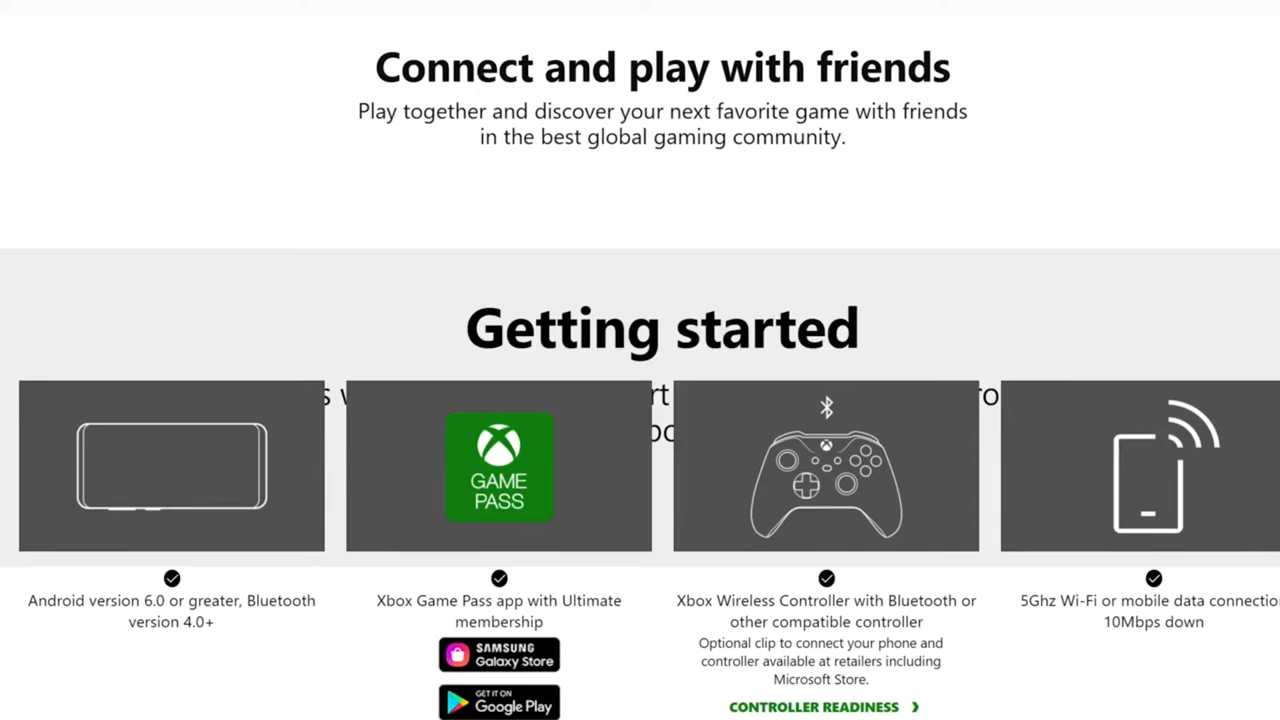 Connect and play with friends
Play together and discover your next favorite game with friends
in the best global gaming community.
Getting started
GAME
PASS
Android version 6.0 or greater, Bluetooth
version 4.0+
Xbox Game Pass app with Ultimate
membership
SAMSUNG
Galaxy Store
GET IT ON
Google Play
Xbox Wireless Controller with Bluetooth or
other compatible controller
Optional clip to connect your phone and
controller available at retailers including
Microsoft Store.
CONTROLLER READINESS
5Ghz Wi-Fi or mobile data connectio
10Mbps down